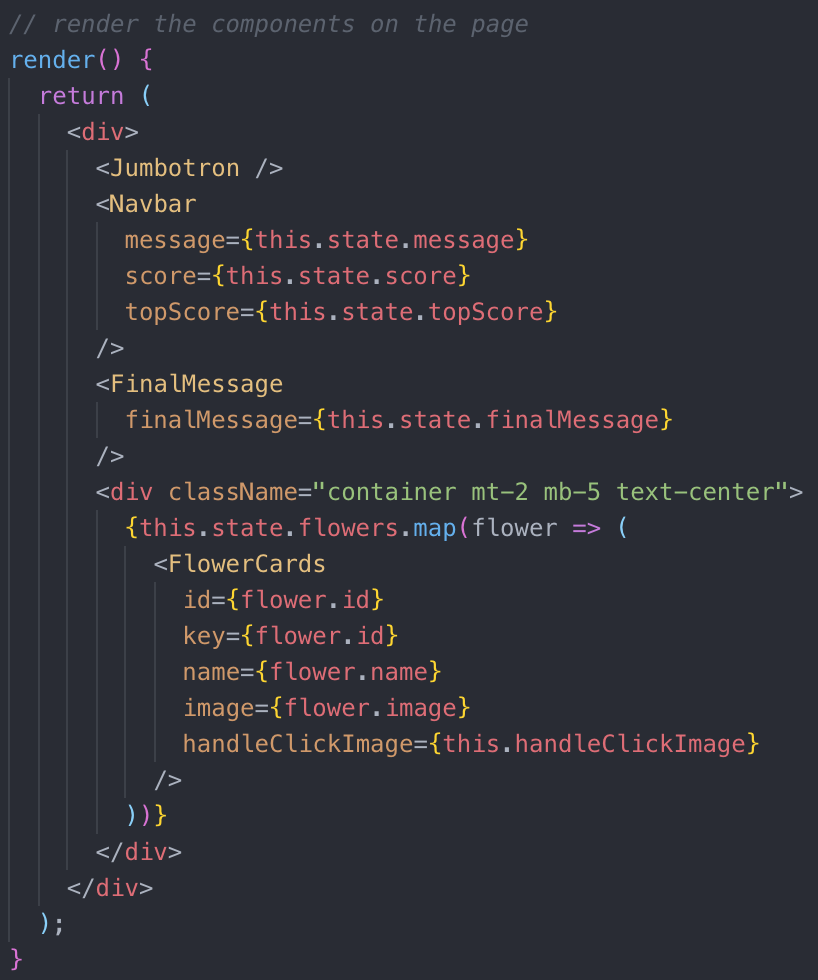 // render the components on the page
render() {
  return (
    <div>
      <Jumbotron />
      <Navbar
        message={this.state.message}
        score={this.state.score}
        topScore={this.state.topScore}
      />
      <FinalMessage
        finalMessage={this.state.finalMessage}
      />
      <div className="container mt-2 mb-5 text-center">
        {this.state.flowers.map(flower => (
          <FlowerCards
            id={flower.id}
            key={flower.id}
            name={flower.name}
            image={flower.image}
            handleClickImage={this.handleClickImage}
          />
        ))}
      </div>
    </div>
  );
}